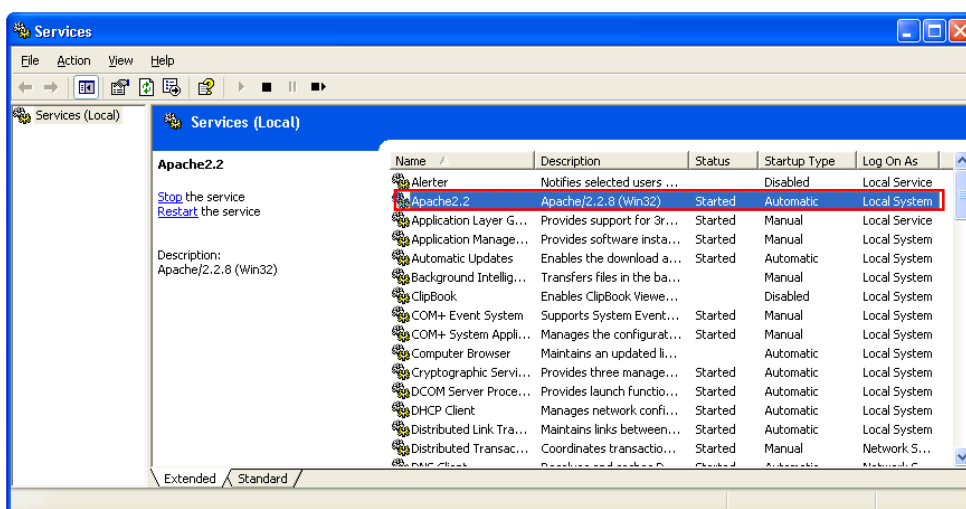 Services
File Action View Help
Services (Local)
Services (Local)
Apache2.2
Stop the service
Restart the service
Description:
Apache/2.2.8 (Win32)
Name Description Status Startup Type Log On As
Alerter Notifies selected users ... Disabled Local Service
Apache2.2 Apache/2.2.8 (Win32) Started Automatic Local System
Application Layer G... Provides support for 3r... Started Manual Local Service
Application Manage... Provides software insta... Started Manual Local System
Automatic Updates Enables the download a... Started Automatic Local System
Background Intellig... Transfers files in the ba... Manual Local System
ClipBook Enables ClipBook Viewe... Disabled Local System
COM+ Event System Supports System Event... Started Manual Local System
COM+ System Appli... Manages the configurat... Started Manual Local System
Computer Browser Maintains an updated li... Automatic Local System
Cryptographic Servi... Provides three manage... Started Automatic Local System
DCOM Server Proce... Provides launch functio... Started Automatic Local System
DHCP Client Manages network confi... Started Automatic Local System
Distributed Link Tra... Maintains links between... Started Automatic Local System
Distributed Transac... Coordinates transactio... Started Manual Network S...
Extended Standard